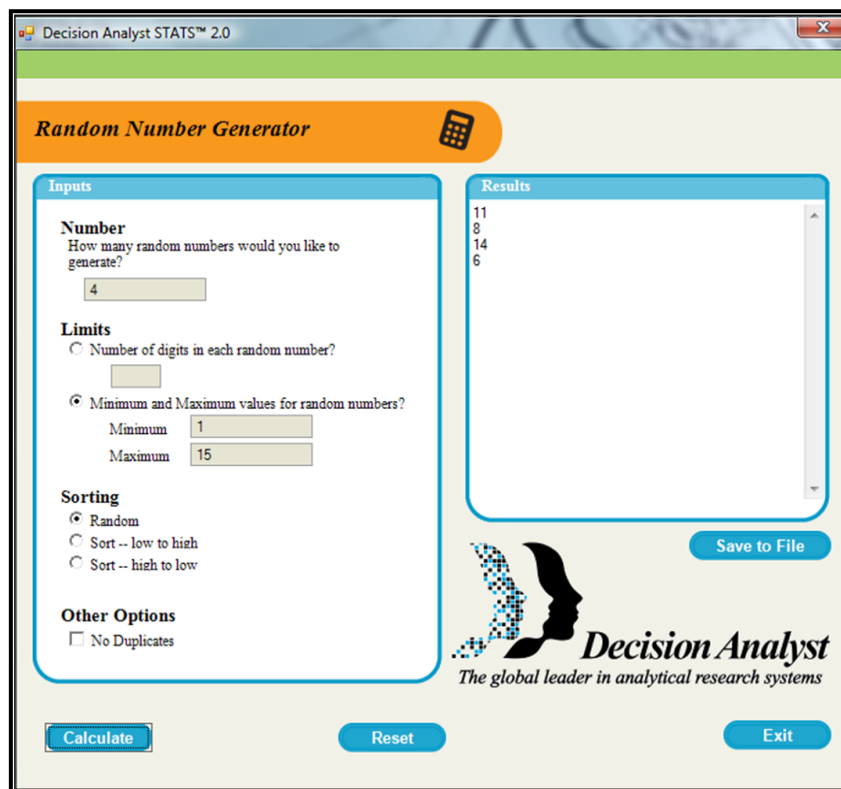 Decision Analyst STATS™ 2.0
Random Number Generator
Inputs
Number
How many random numbers would you like to
generate?
4
Limits
Number of digits in each random number?
Minimum and Maximum values for random numbers?
Minimum 1
Maximum 15
Sorting
Random
Sort -- low to high
Sort -- high to low
Other Options
No Duplicates
Results
11
8
14
6
Save to File
Decision Analyst
The global leader in analytical research systems
Calculate
Reset
Exit